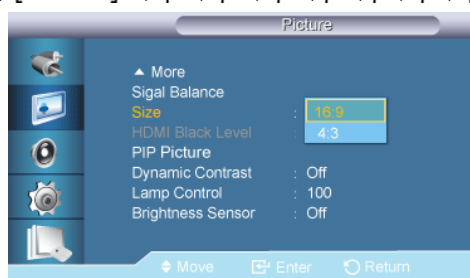 Picture
▲ More
Sigal Balance
Size : 16:9
HDMI Black Level : 4:3
PIP Picture
Dynamic Contrast : Off
Lamp Control : 100
Brightness Sensor : Off
Move Enter Return